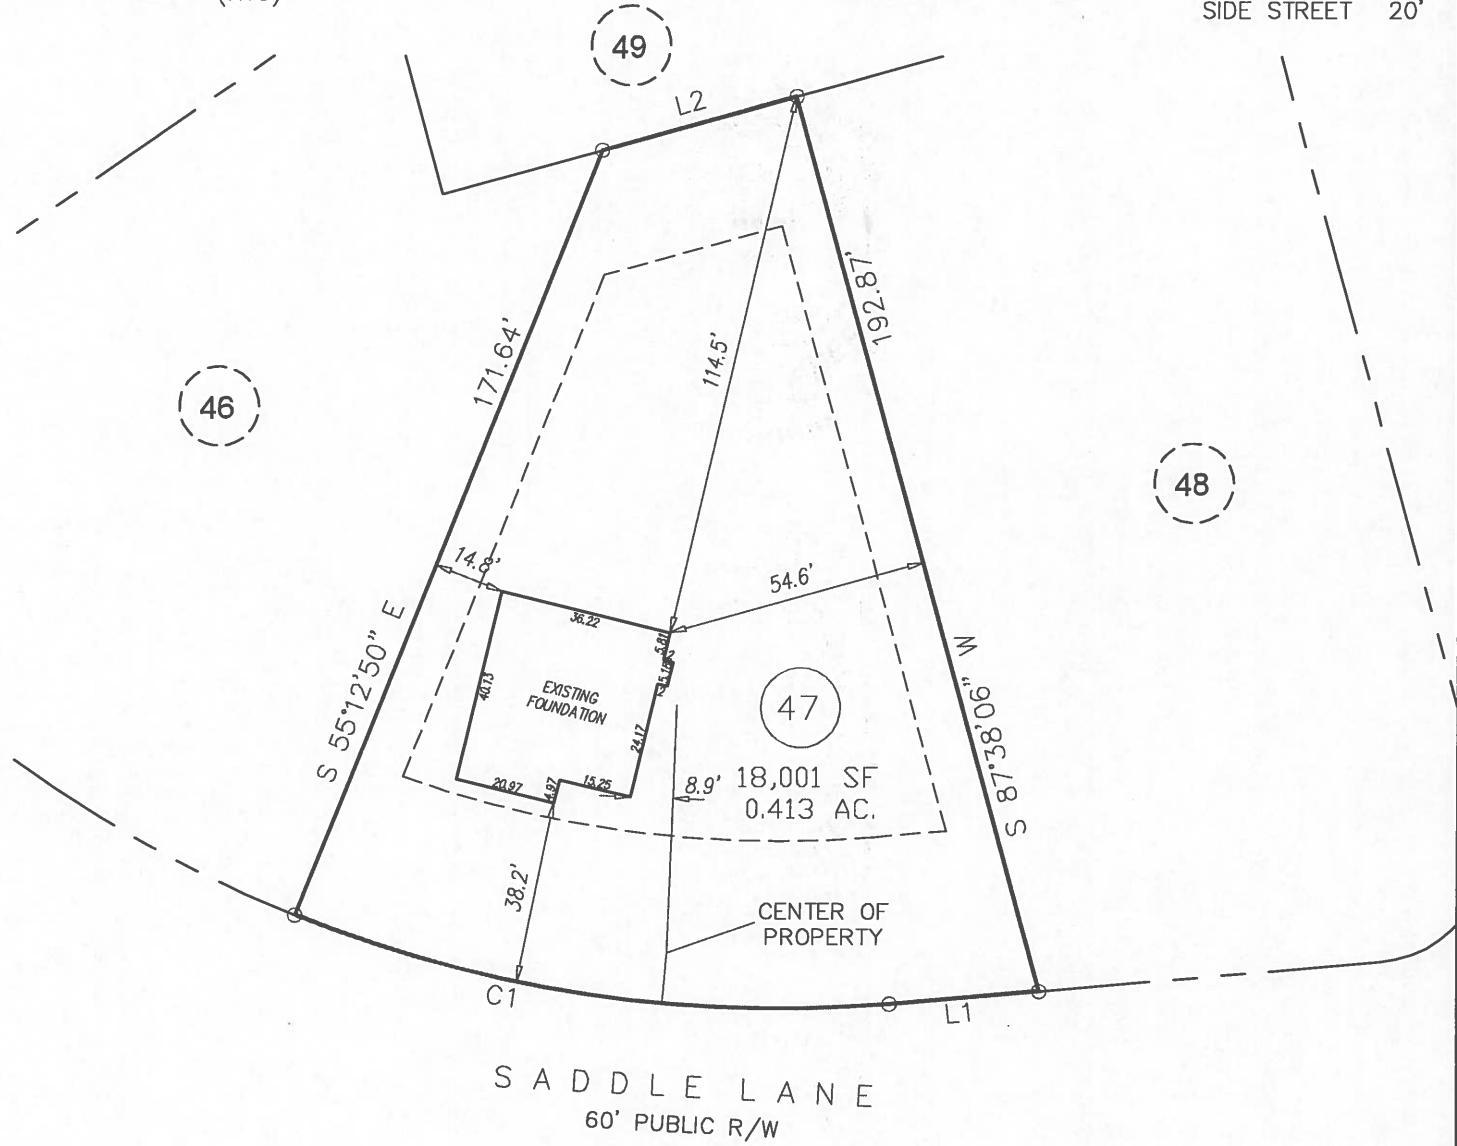 SIDE STREET 20'
49
L2
192.87'
171.64'
114.5'
46
48
14.8'
54.6'
36.22
5.81
S 55°12'50" E
40.13
EXISTING
FOUNDATION
24.17
47
S 87°38'06" W
18,001 SF
0.413 AC.
8.9'
20.97
4.97
15.25
38.2'
CENTER OF
PROPERTY
C1
L1
SADDLE LANE
60' PUBLIC R/W